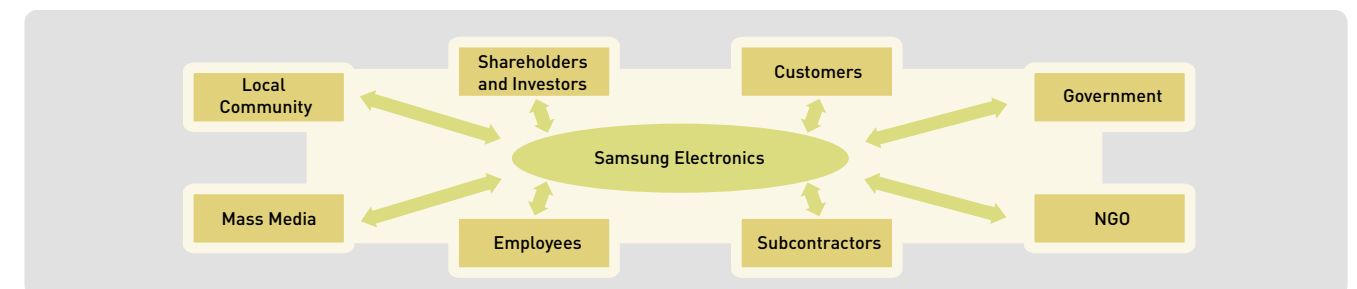 Shareholders
and Investors
Customers
Local
Community
Government
Samsung Electronics
Mass Media
NGO
Employees
Subcontractors